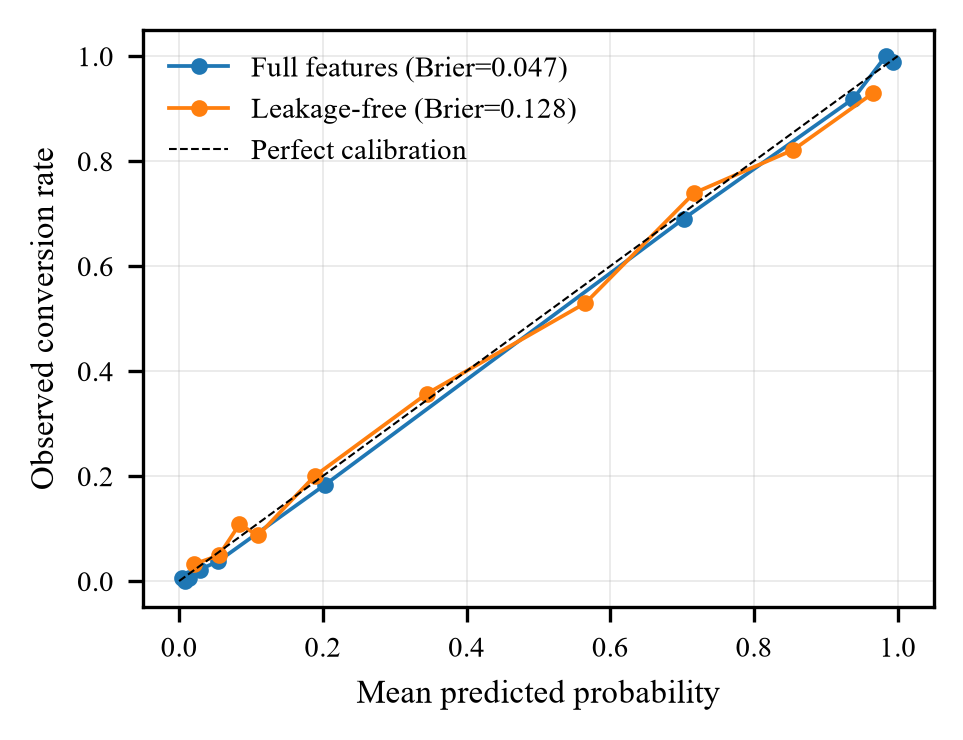 Full features (Brier=0.047)
Leakage-free (Brier=0.128)
Perfect calibration
Observed conversion rate
1.0
0.8
0.6
0.4
0.2
0.0
0.0 0.2 0.4 0.6 0.8 1.0
Mean predicted probability